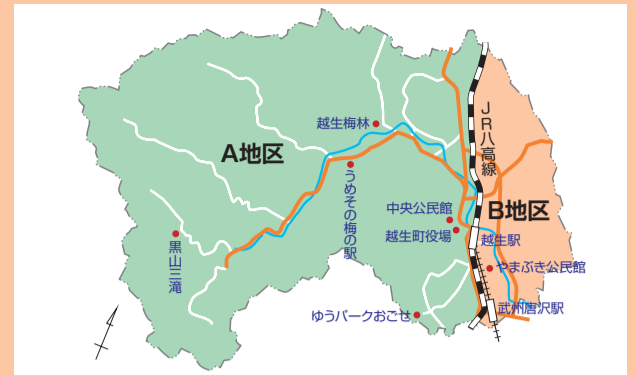 越生梅林
A地区
うめその梅の駅
黒山三滝
JR八高線
中央公民館
越生町役場
B地区
越生駅
やまぶき公民館
ゆうパークおごせ
武州唐沢駅